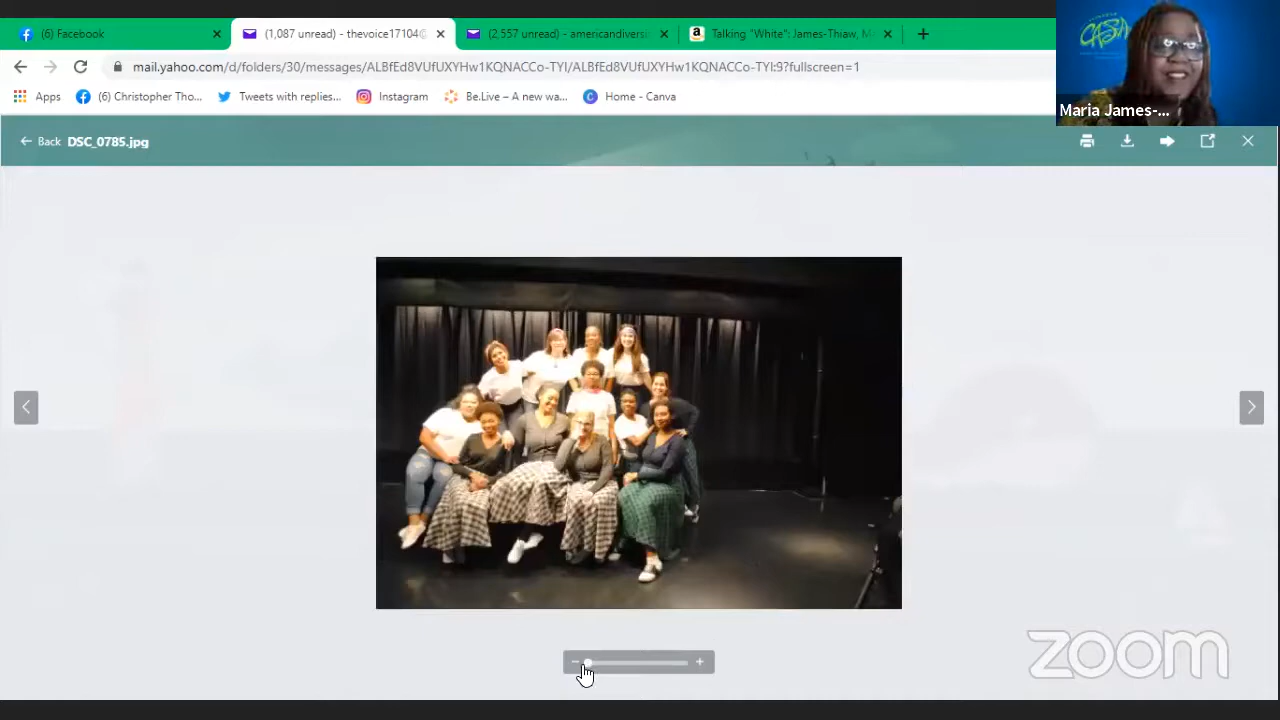 (6) Facebook
(1,087 unread) - thevoice17104@
(2,557 unread) - americandiversi
Talking "White": James-Thiaw, M
mail.yahoo.com/d/folders/30/messages/ALBfEd8VUfUXYHw1KQNACCo-TYI/ALBfEd8VUfUXYHw1KQNACCo-TYI:9?fullscreen=1
Apps
(6) Christopher Tho...
Tweets with replies...
Instagram
Be.Live – A new wa...
Home - Canva
CASA
Maria James-...
Back DSC_0785.jpg
zoom